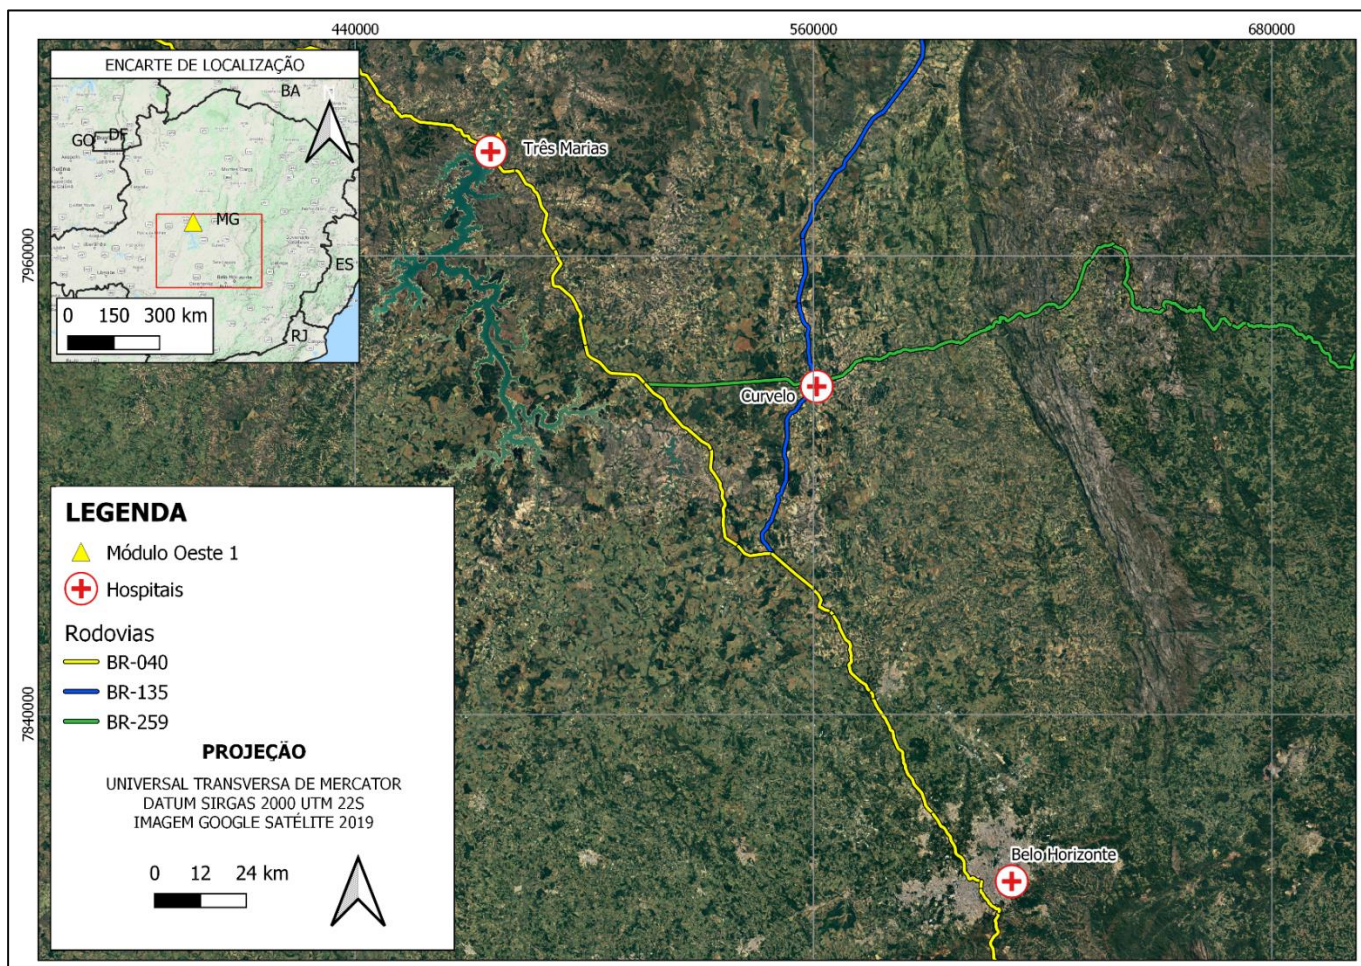 440000
560000
680000
ENCARTE DE LOCALIZAÇÃO
BA
GO
DF
MG
ES
RJ
0 150 300 km
Três Marias
7960000
Curvelo
LEGENDA
Módulo Oeste 1
Hospitais
Rodovias
BR-040
BR-135
BR-259
7840000
PROJEÇÃO
UNIVERSAL TRANSVERSA DE MERCATOR
DATUM SIRGAS 2000 UTM 22S
IMAGEM GOOGLE SATÉLITE 2019
0 12 24 km
Belo Horizonte